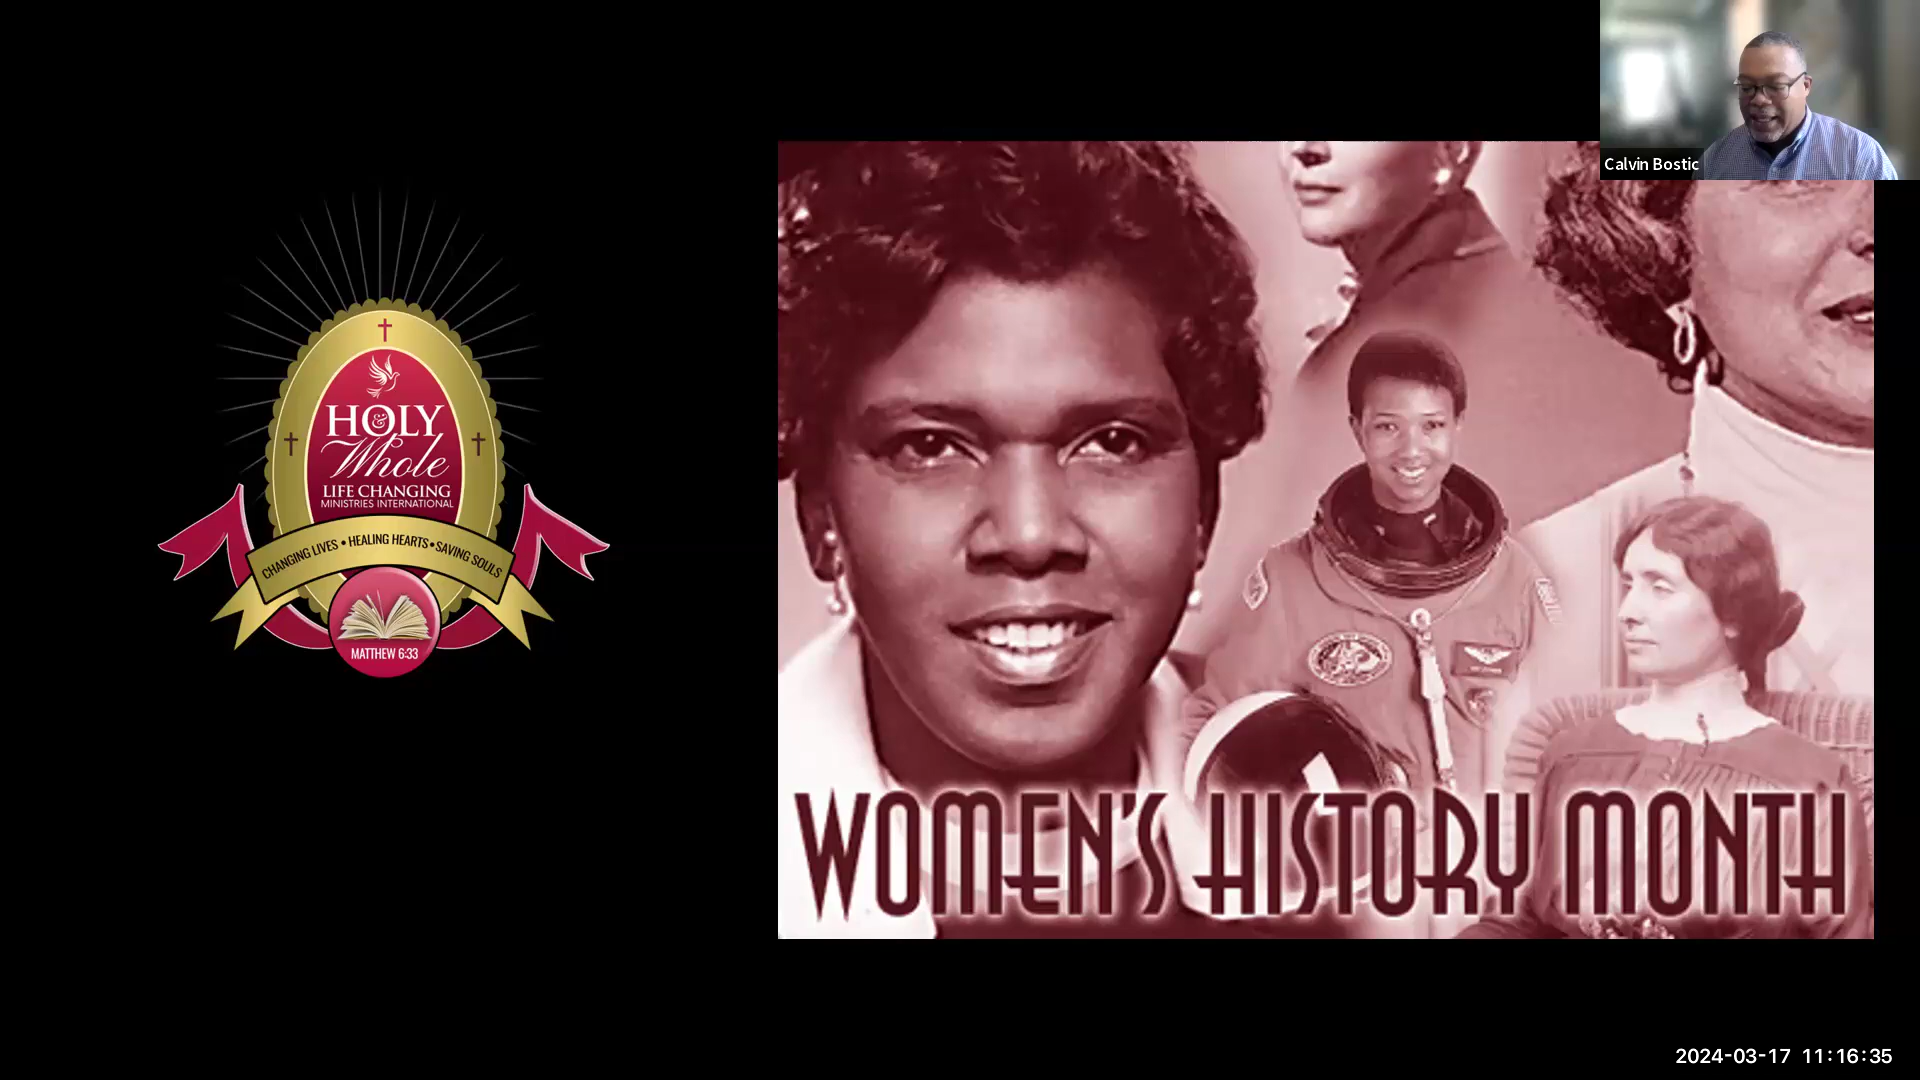 Calvin Bostic
HOLY
&
Whole
LIFE CHANGING
MINISTRIES INTERNATIONAL
CHANGING LIVES • HEALING HEARTS • SAVING SOULS
MATTHEW 6:33
WOMEN'S HISTORY MONTH
2024-03-17 11:16:35